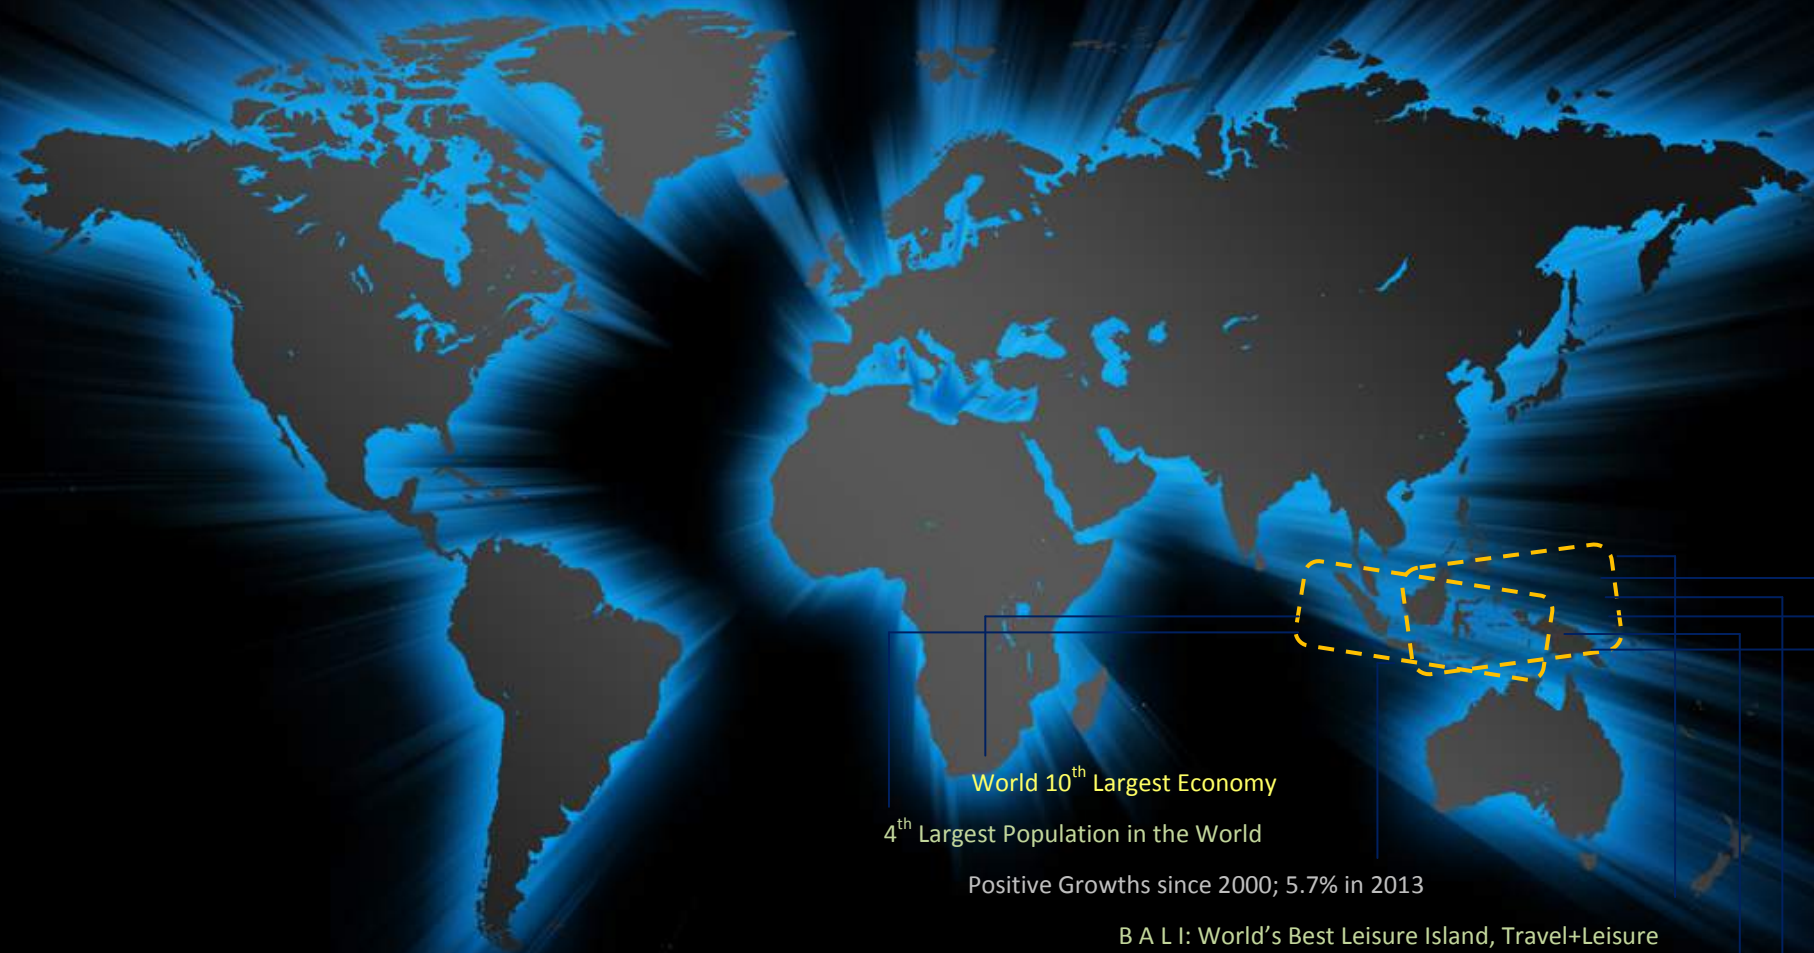 World 10th Largest Economy
4th Largest Population in the World
Positive Growths since 2000; 5.7% in 2013
B A L I: World’s Best Leisure Island, Travel+Leisure